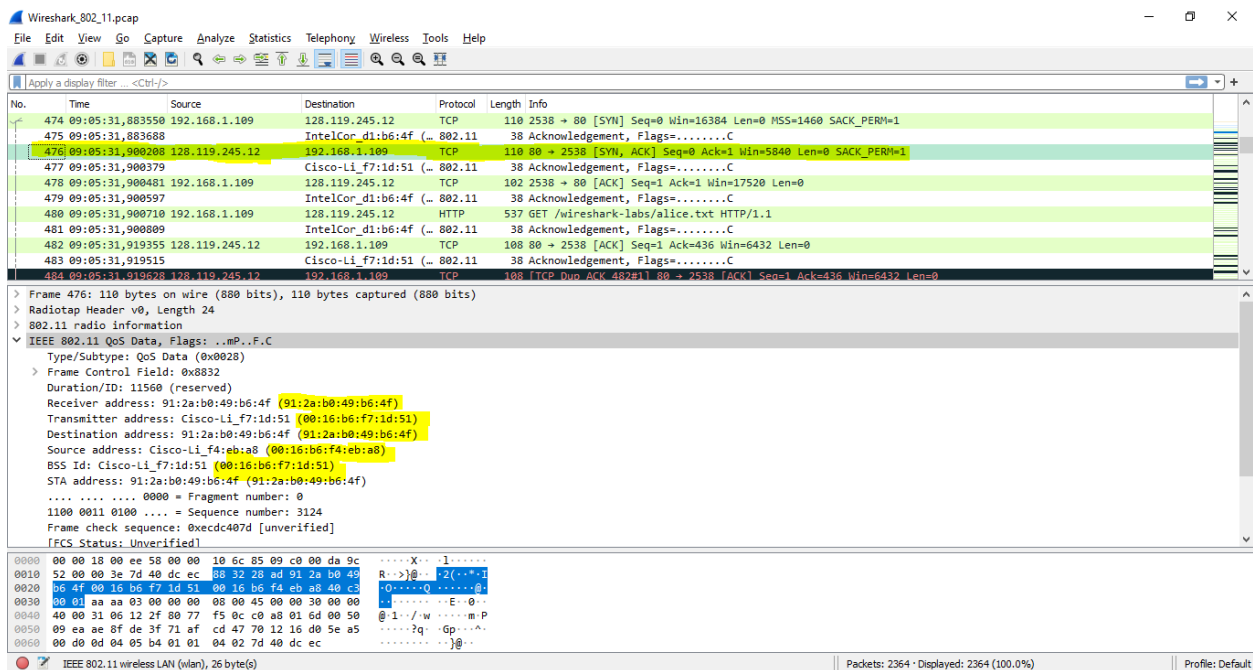 Wireshark_802_11.pcap
File Edit View Go Capture Analyze Statistics Telephony Wireless Tools Help
Apply a display filter ... <Ctrl-/>
No. Time Source Destination Protocol Length Info
474 09:05:31,883550 192.168.1.109 128.119.245.12 TCP 110 2538 → 80 [SYN] Seq=0 Win=16384 Len=0 MSS=1460 SACK_PERM=1
475 09:05:31,883688 IntelCor_d1:b6:4f (… 802.11 38 Acknowledgement, Flags=........C
476 09:05:31,900208 128.119.245.12 192.168.1.109 TCP 110 80 → 2538 [SYN, ACK] Seq=0 Ack=1 Win=5840 Len=0 SACK_PERM=1
477 09:05:31,900379 Cisco-Li_f7:1d:51 (… 802.11 38 Acknowledgement, Flags=........C
478 09:05:31,900481 192.168.1.109 128.119.245.12 TCP 102 2538 → 80 [ACK] Seq=1 Ack=1 Win=17520 Len=0
479 09:05:31,900597 IntelCor_d1:b6:4f (… 802.11 38 Acknowledgement, Flags=........C
480 09:05:31,900710 192.168.1.109 128.119.245.12 HTTP 537 GET /wireshark-labs/alice.txt HTTP/1.1
481 09:05:31,900809 IntelCor_d1:b6:4f (… 802.11 38 Acknowledgement, Flags=........C
482 09:05:31,919355 128.119.245.12 192.168.1.109 TCP 108 80 → 2538 [ACK] Seq=1 Ack=436 Win=6432 Len=0
483 09:05:31,919515 Cisco-Li_f7:1d:51 (… 802.11 38 Acknowledgement, Flags=........C
484 09:05:31,919628 128.119.245.12 192.168.1.109 TCP 108 [TCP Dup ACK 482#1] 80 → 2538 [ACK] Seq=1 Ack=436 Win=6432 Len=0
Frame 476: 110 bytes on wire (880 bits), 110 bytes captured (880 bits)
Radiotap Header v0, Length 24
802.11 radio information
IEEE 802.11 QoS Data, Flags: ..mP..F.C
Type/Subtype: QoS Data (0x0028)
Frame Control Field: 0x8832
Duration/ID: 11560 (reserved)
Receiver address: 91:2a:b0:49:b6:4f (91:2a:b0:49:b6:4f)
Transmitter address: Cisco-Li_f7:1d:51 (00:16:b6:f7:1d:51)
Destination address: 91:2a:b0:49:b6:4f (91:2a:b0:49:b6:4f)
Source address: Cisco-Li_f4:eb:a8 (00:16:b6:f4:eb:a8)
BSS Id: Cisco-Li_f7:1d:51 (00:16:b6:f7:1d:51)
STA address: 91:2a:b0:49:b6:4f (91:2a:b0:49:b6:4f)
.... .... .... 0000 = Fragment number: 0
1100 0011 0100 .... = Sequence number: 3124
Frame check sequence: 0xecdc407d [unverified]
[FCS Status: Unverified]
0000 00 00 18 00 ee 58 00 00 10 6c 85 09 c0 00 da 9c ·····X·· ·l······
0010 52 00 00 3e 7d 40 dc ec 88 32 28 ad 91 2a b0 49 R··>}@·· ·2(··*·I
0020 b6 4f 00 16 b6 f7 1d 51 00 16 b6 f4 eb a8 40 c3 ·O·····Q ······@·
0030 00 01 aa aa 03 00 00 00 08 00 45 00 00 30 00 00 ········ ··E··0··
0040 40 00 31 06 12 2f 80 77 f5 0c c0 a8 01 6d 00 50 @·1··/·w ·····m·P
0050 09 ea ae 8f de 3f 71 af cd 47 70 12 16 d0 5e a5 ·····?q· ·Gp···^·
0060 00 d0 0d 04 05 b4 01 01 04 02 7d 40 dc ec ········ ··}@··
IEEE 802.11 wireless LAN (wlan), 26 byte(s) Packets: 2364 · Displayed: 2364 (100.0%) Profile: Default